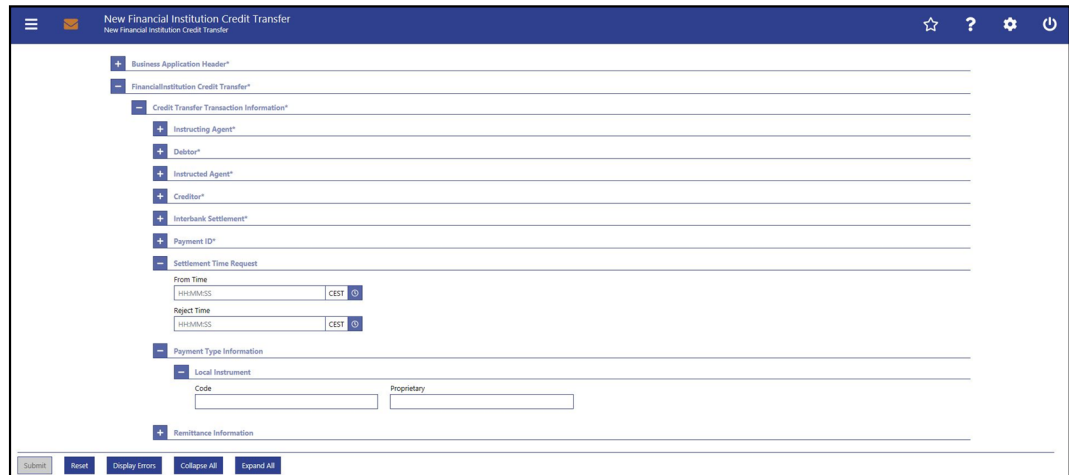 New Financial Institution Credit Transfer
New Financial Institution Credit Transfer
Business Application Header*
FinancialInstitution Credit Transfer*
Credit Transfer Transaction Information*
Instructing Agent*
Debtor*
Instructed Agent*
Creditor*
Interbank Settlement*
Payment ID*
Settlement Time Request
From Time
HH:MM:SS CEST
Reject Time
HH:MM:SS CEST
Payment Type Information
Local Instrument
Code Proprietary
Remittance Information
Submit Reset Display Errors Collapse All Expand All